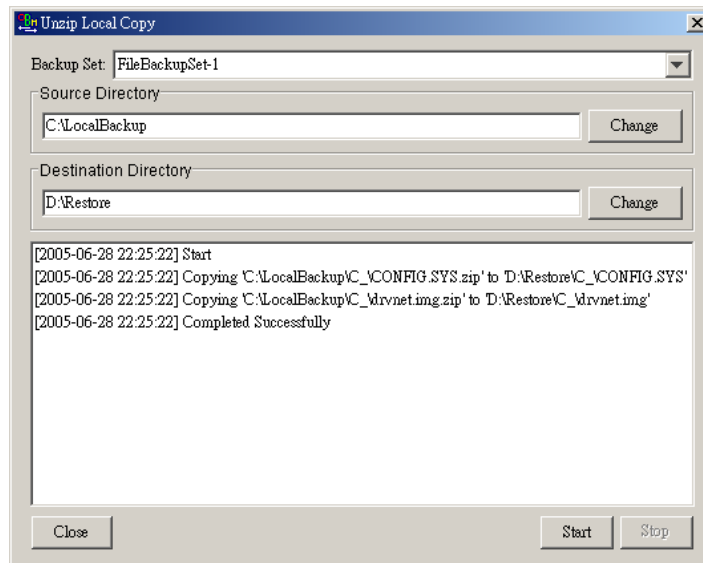 OBM Unzip Local Copy
Backup Set: FileBackupSet-1
Source Directory
C:\LocalBackup Change
Destination Directory
D:\Restore Change
[2005-06-28 22:25:22] Start
[2005-06-28 22:25:22] Copying 'C:\LocalBackup\C_\CONFIG.SYS.zip' to 'D:\Restore\C_\CONFIG.SYS'
[2005-06-28 22:25:22] Copying 'C:\LocalBackup\C_\drvnet.img.zip' to 'D:\Restore\C_\drvnet.img'
[2005-06-28 22:25:22] Completed Successfully
Close Start Stop